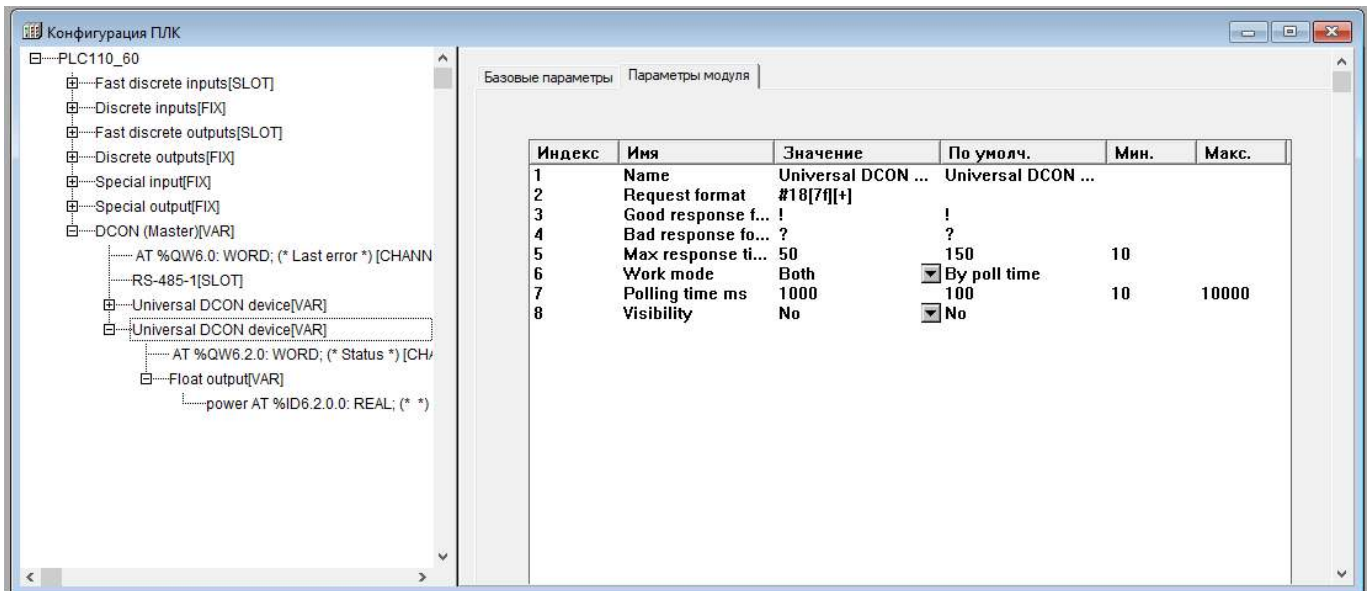 Конфигурация ПЛК
PLC110_60
Fast discrete inputs[SLOT]
Discrete inputs[FIX]
Fast discrete outputs[SLOT]
Discrete outputs[FIX]
Special input[FIX]
Special output[FIX]
DCON (Master)[VAR]
AT %QW6.0: WORD; (* Last error *) [CHANN
RS-485-1[SLOT]
Universal DCON device[VAR]
Universal DCON device[VAR]
AT %QW6.2.0: WORD; (* Status *) [CHA
Float output[VAR]
power AT %ID6.2.0.0: REAL; (* *)
Базовые параметры Параметры модуля
Индекс Имя Значение По умолч. Мин. Макс.
1 Name Universal DCON ... Universal DCON ...
2 Request format #18[7f][+]
3 Good response f... ! !
4 Bad response fo... ? ?
5 Max response ti... 50 150 10
6 Work mode Both By poll time
7 Polling time ms 1000 100 10 10000
8 Visibility No No